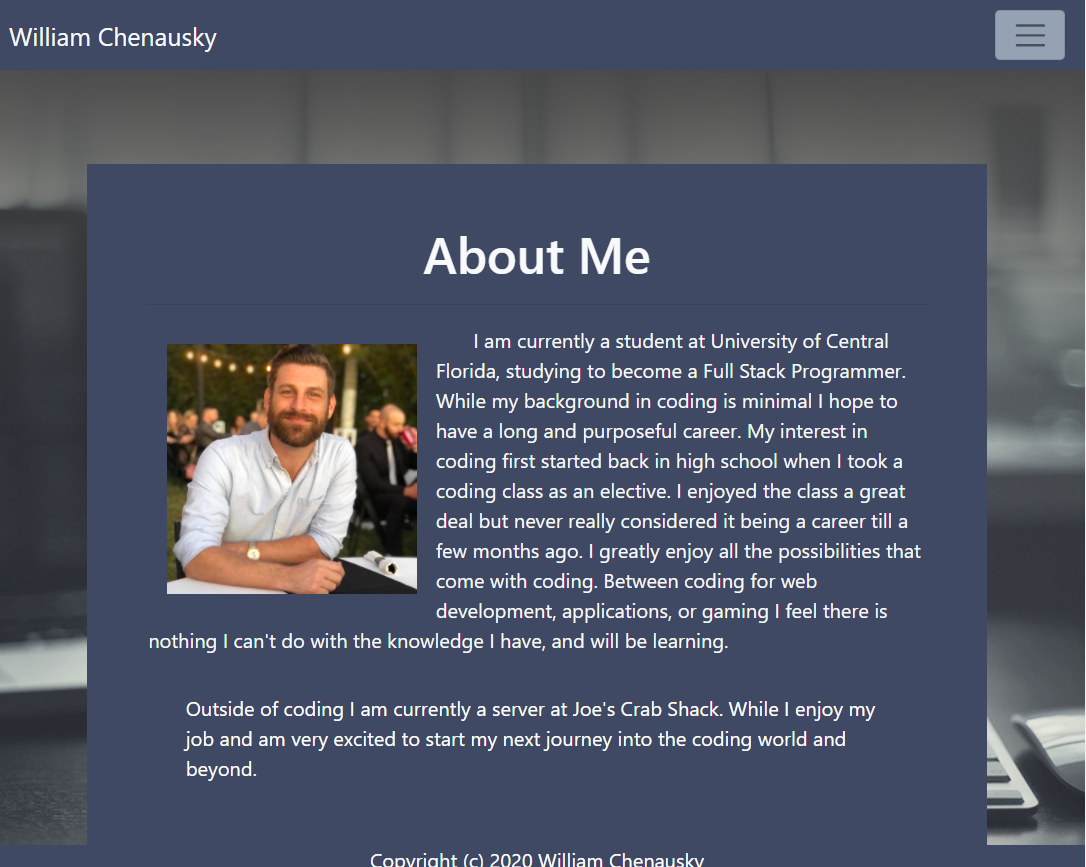 William Chenausky
About Me
I am currently a student at University of Central
Florida, studying to become a Full Stack Programmer.
While my background in coding is minimal I hope to
have a long and purposeful career. My interest in
coding first started back in high school when I took a
coding class as an elective. I enjoyed the class a great
deal but never really considered it being a career till a
few months ago. I greatly enjoy all the possibilities that
come with coding. Between coding for web
development, applications, or gaming I feel there is
nothing I can't do with the knowledge I have, and will be learning.
Outside of coding I am currently a server at Joe's Crab Shack. While I enjoy my
job and am very excited to start my next journey into the coding world and
beyond.
Copyright (c) 2020 William Chenausky